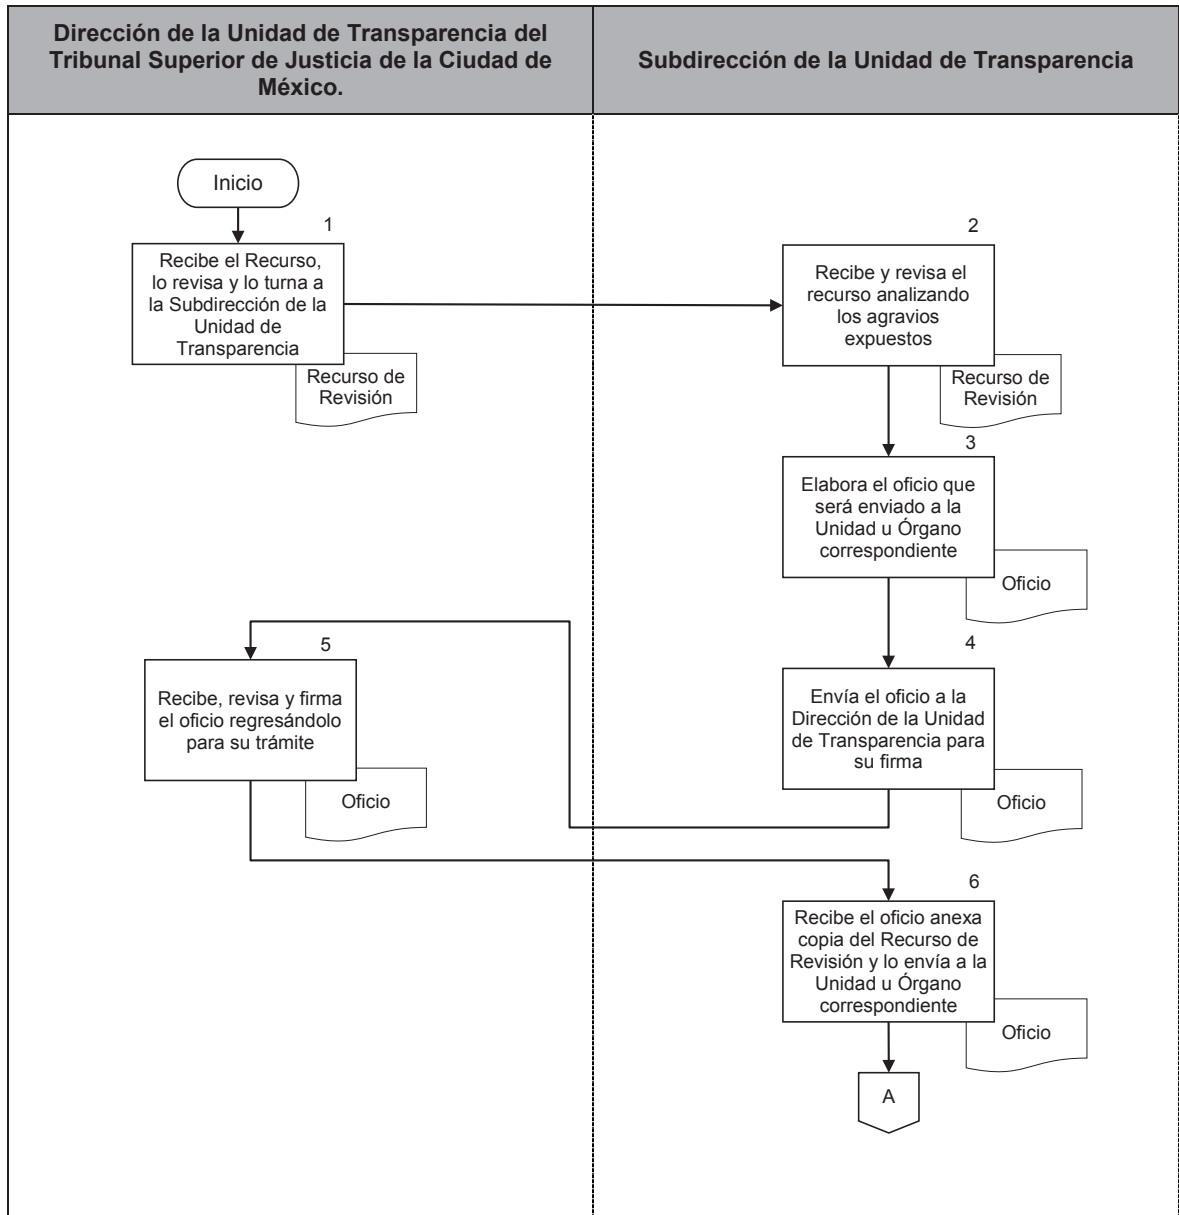 Dirección de la Unidad de Transparencia del
Tribunal Superior de Justicia de la Ciudad de
México.
Subdirección de la Unidad de Transparencia
Inicio
1
Recibe el Recurso,
lo revisa y lo turna a
la Subdirección de la
Unidad de
Transparencia
Recurso de
Revisión
2
Recibe y revisa el
recurso analizando
los agravios
expuestos
Recurso de
Revisión
3
Elabora el oficio que
será enviado a la
Unidad u Órgano
correspondiente
Oficio
4
Envía el oficio a la
Dirección de la Unidad
de Transparencia para
su firma
Oficio
5
Recibe, revisa y firma
el oficio regresándolo
para su trámite
Oficio
6
Recibe el oficio anexa
copia del Recurso de
Revisión y lo envía a la
Unidad u Órgano
correspondiente
Oficio
A